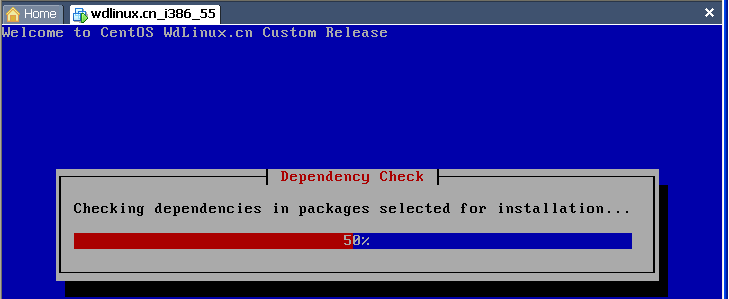 Home wdlinux.cn_i386_55
Welcome to CentOS WdLinux.cn Custom Release
Dependency Check
Checking dependencies in packages selected for installation...
50%